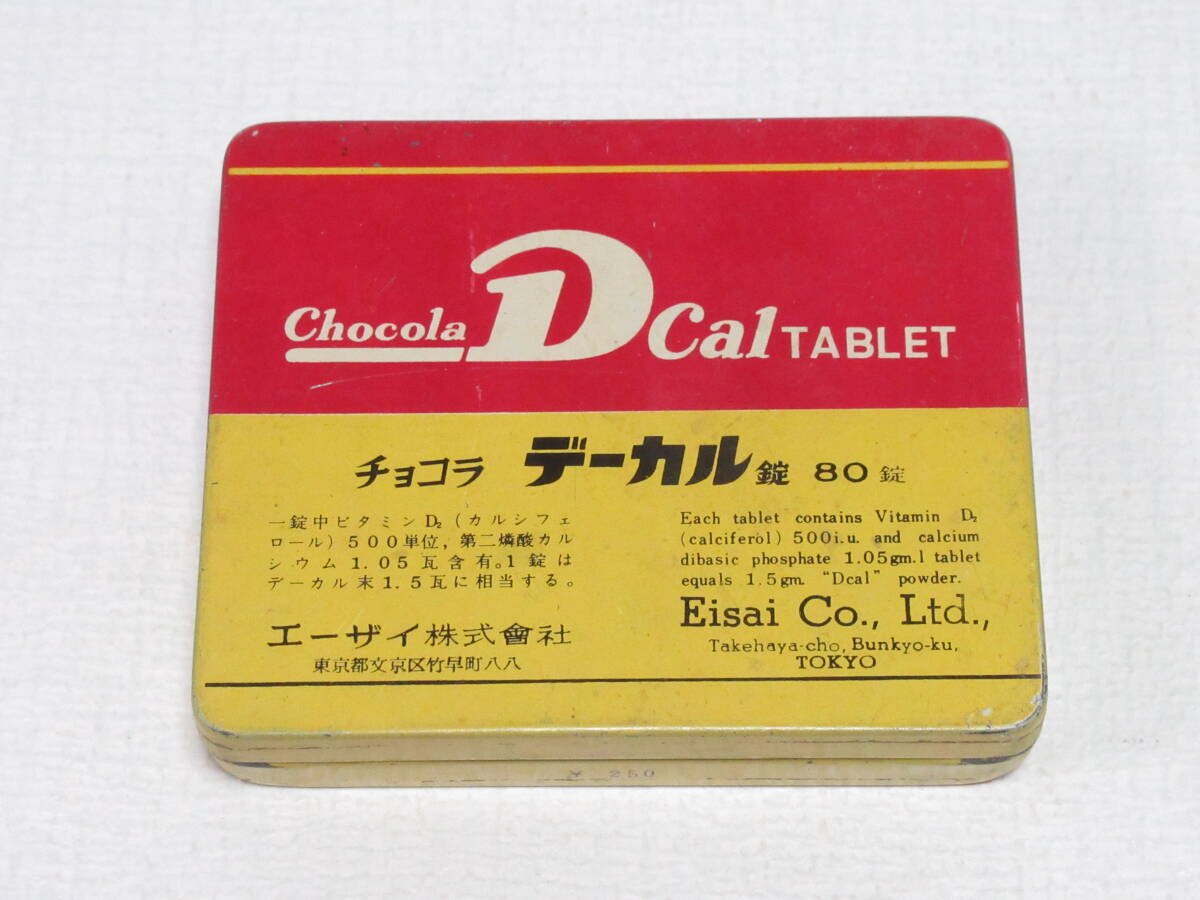 Chocola D Cal TABLET
チョコラ デーカル錠 80錠
一錠中ビタミンD₂(カルシフェ
ロール)500単位,第二燐酸カル
シウム1.05瓦含有。1錠は
デーカル末1.5瓦に相当する。
エーザイ株式會社
東京都文京区竹早町八八
Each tablet contains Vitamin D₂
(calciferol) 500i.u. and calcium
dibasic phosphate 1.05gm.1 tablet
equals 1.5gm. “Dcal” powder.
Eisai Co., Ltd.,
Takehaya-cho, Bunkyo-ku,
TOKYO
¥ 250